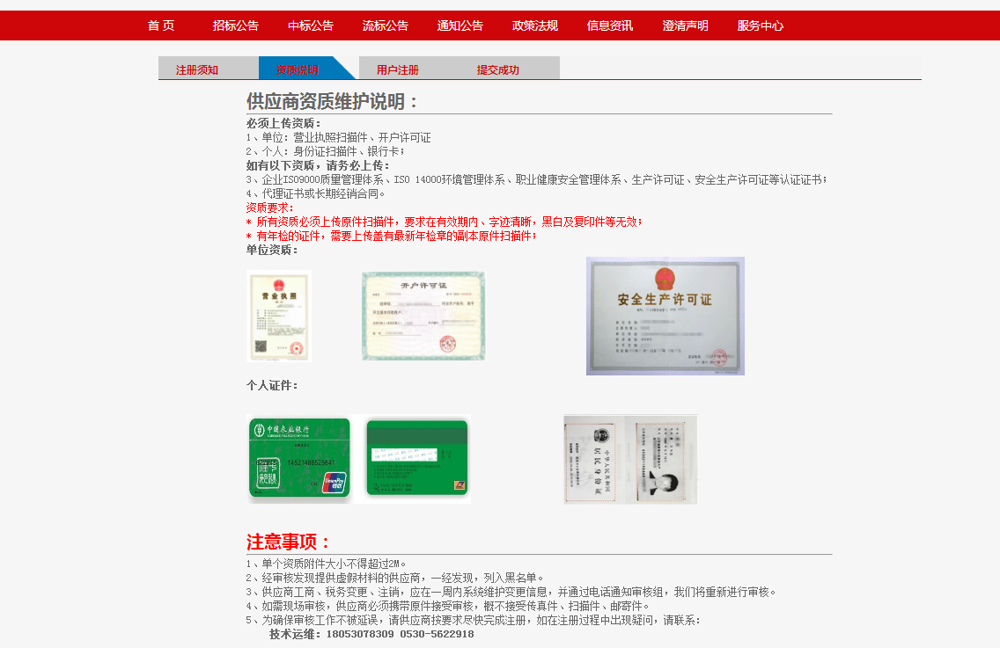 首 页 招标公告 中标公告 流标公告 通知公告 政策法规 信息资讯 澄清声明 服务中心
注册须知 资质说明 用户注册 提交成功
供应商资质维护说明：
必须上传资质：
1、单位：营业执照扫描件、开户许可证
2、个人：身份证扫描件、银行卡；
如有以下资质，请务必上传：
3、企业ISO9000质量管理体系、ISO 14000环境管理体系、职业健康安全管理体系、生产许可证、安全生产许可证等认证证书；
4、代理证书或长期经销合同。
资质要求：
* 所有资质必须上传原件扫描件，要求在有效期内、字迹清晰，黑白及复印件等无效；
* 有年检的证件，需要上传盖有最新年检章的副本原件扫描件；
单位资质：
营业执照
开户许可证
安全生产许可证
个人证件：
中国农业银行
UnionPay
银联
中华人民共和国
居民身份证
注意事项：
1、单个资质附件大小不得超过2M。
2、经审核发现提供虚假材料的供应商，一经发现，列入黑名单。
3、供应商工商、税务变更、注销，应在一周内系统维护变更信息，并通过电话通知审核组，我们将重新进行审核。
4、如需现场审核，供应商必须携带原件接受审核，概不接受传真件、扫描件、邮寄件。
5、为确保审核工作不被延误，请供应商按要求尽快完成注册，如在注册过程中出现疑问，请联系：
技术运维：18053078309 0530-5622918